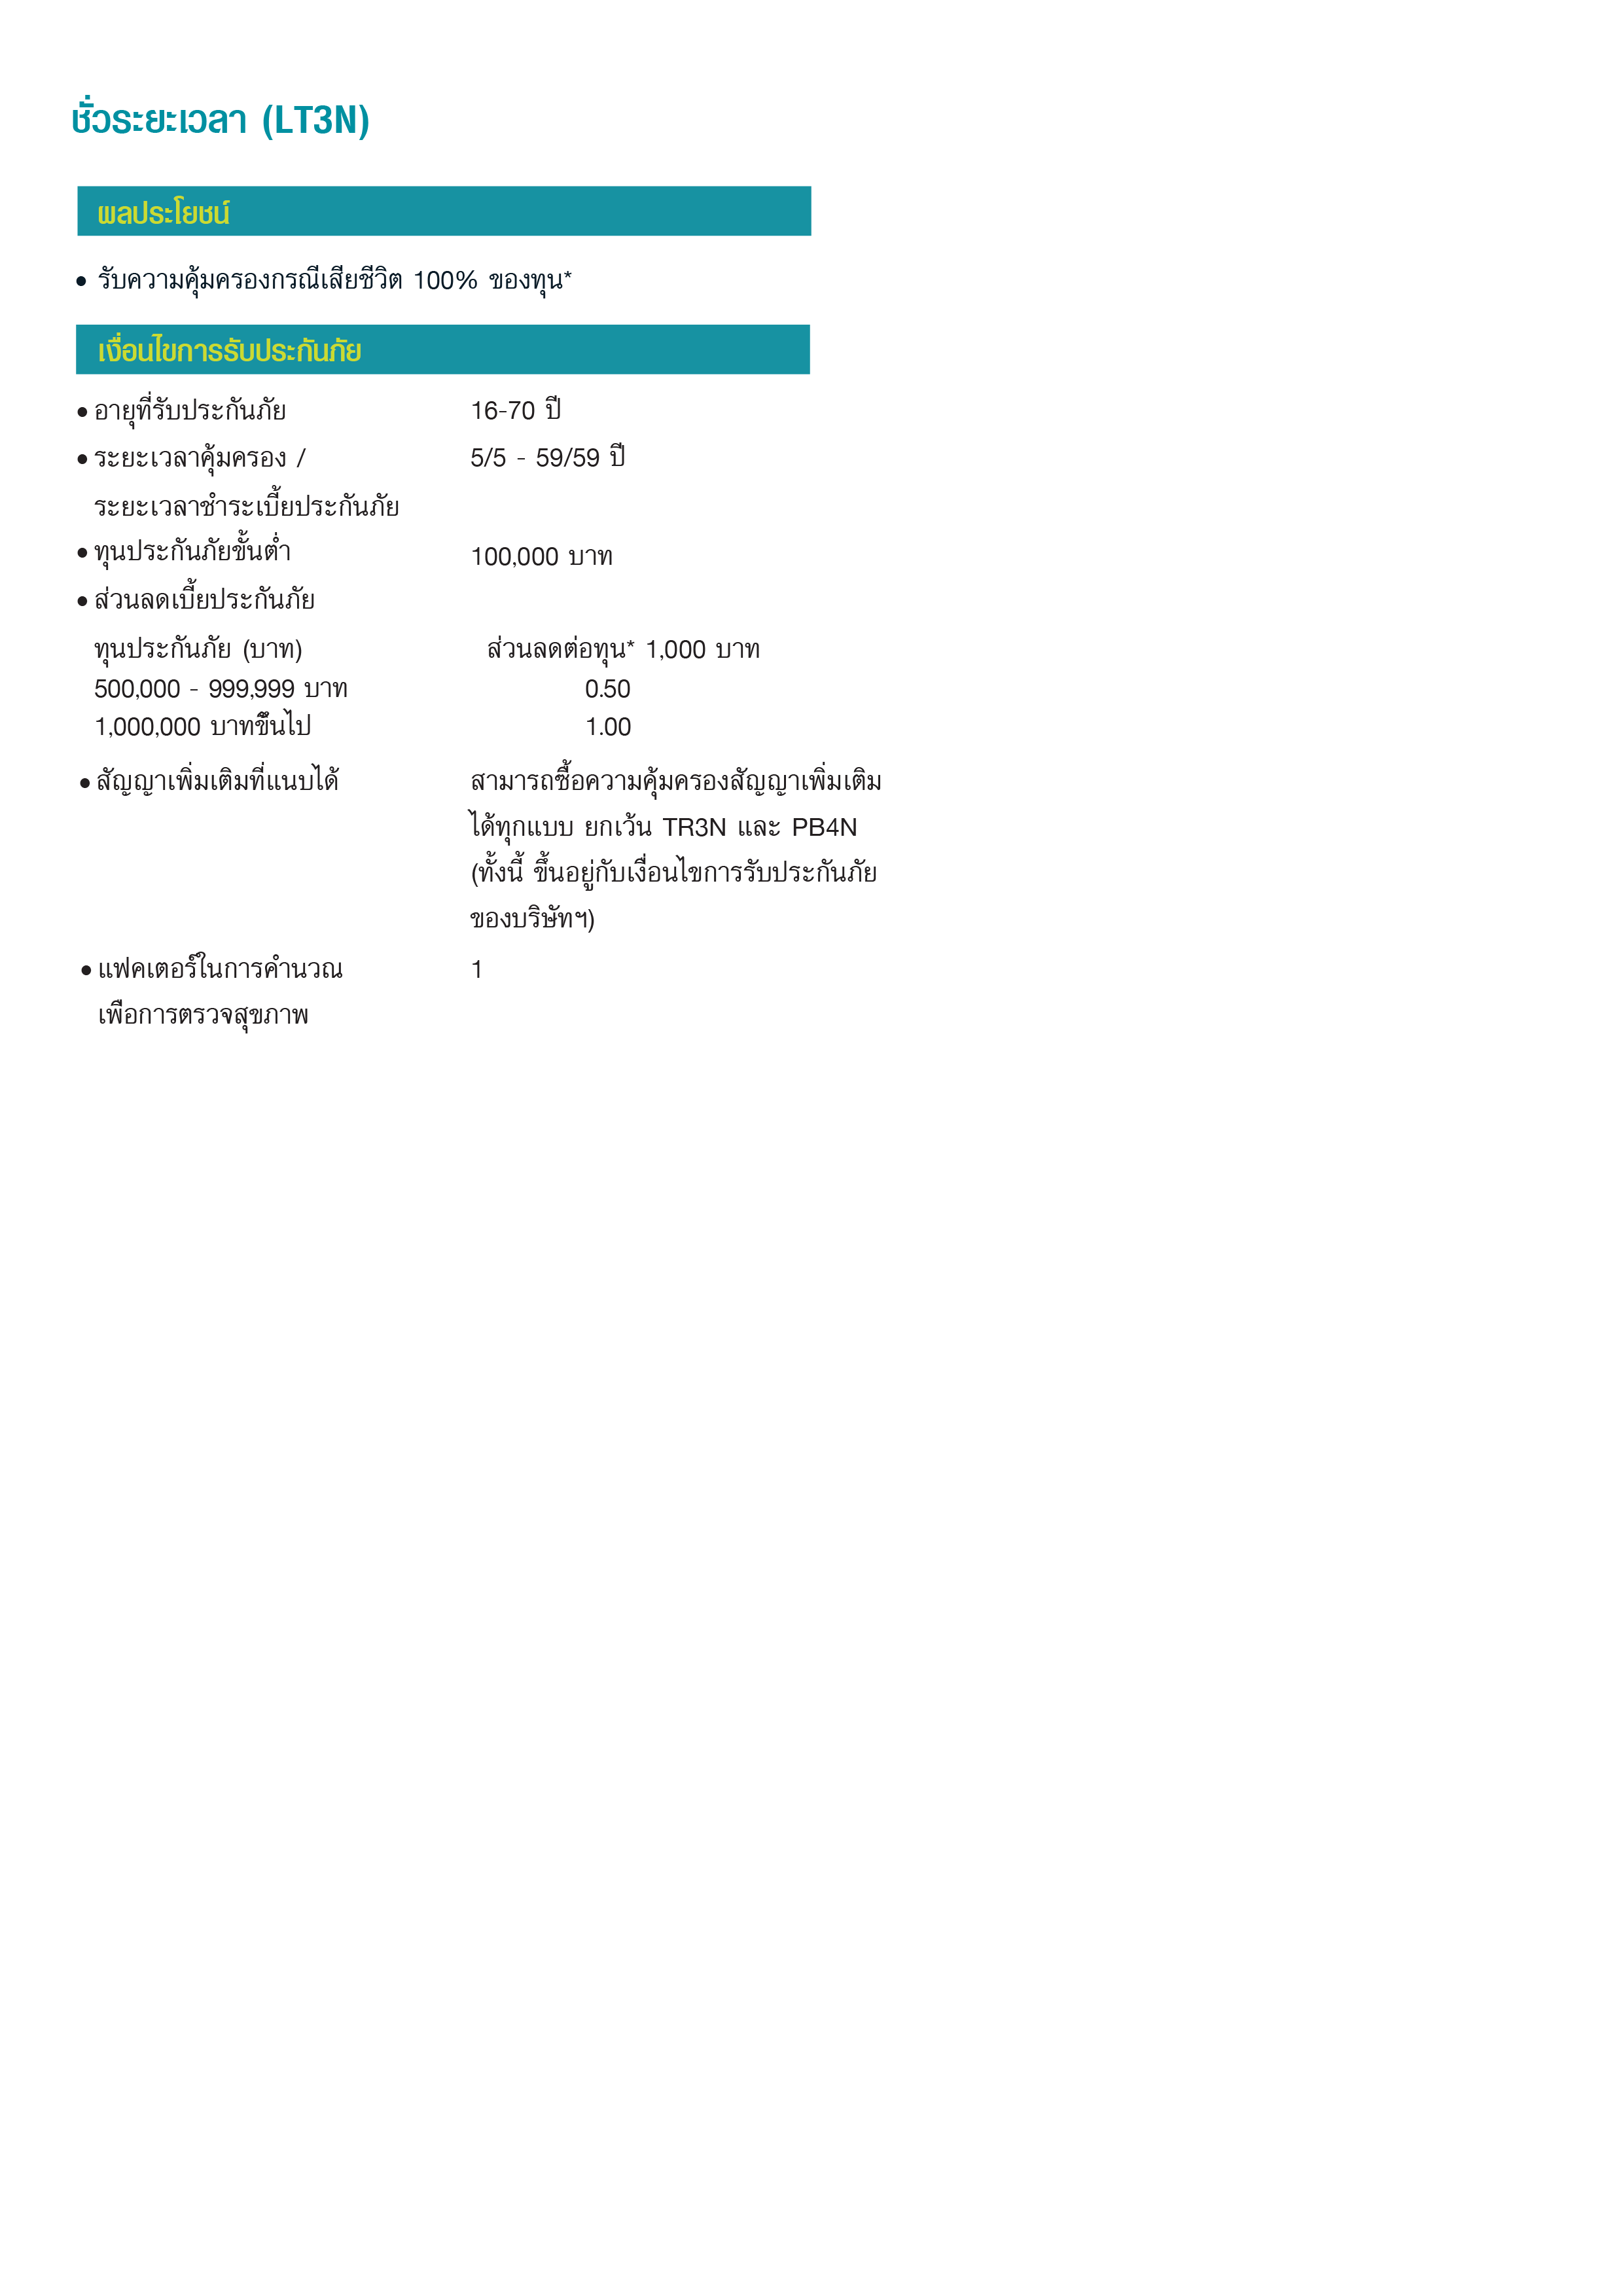 ชั่วระยะเวลา (LT3N)
ผลประโยชน์
• รับความคุ้มครองกรณีเสียชีวิต 100% ของทุน*
เงื่อนไขการรับประกันภัย
• อายุที่รับประกันภัย 16-70 ปี
• ระยะเวลาคุ้มครอง / 5/5 - 59/59 ปี
ระยะเวลาชำระเบี้ยประกันภัย
• ทุนประกันภัยขั้นต่ำ 100,000 บาท
• ส่วนลดเบี้ยประกันภัย
ทุนประกันภัย (บาท) ส่วนลดต่อทุน* 1,000 บาท
500,000 - 999,999 บาท 0.50
1,000,000 บาทขึ้นไป 1.00
• สัญญาเพิ่มเติมที่แนบได้ สามารถซื้อความคุ้มครองสัญญาเพิ่มเติม
ได้ทุกแบบ ยกเว้น TR3N และ PB4N
(ทั้งนี้ ขึ้นอยู่กับเงื่อนไขการรับประกันภัย
ของบริษัทฯ)
• แฟคเตอร์ในการคำนวณ 1
เพื่อการตรวจสุขภาพ